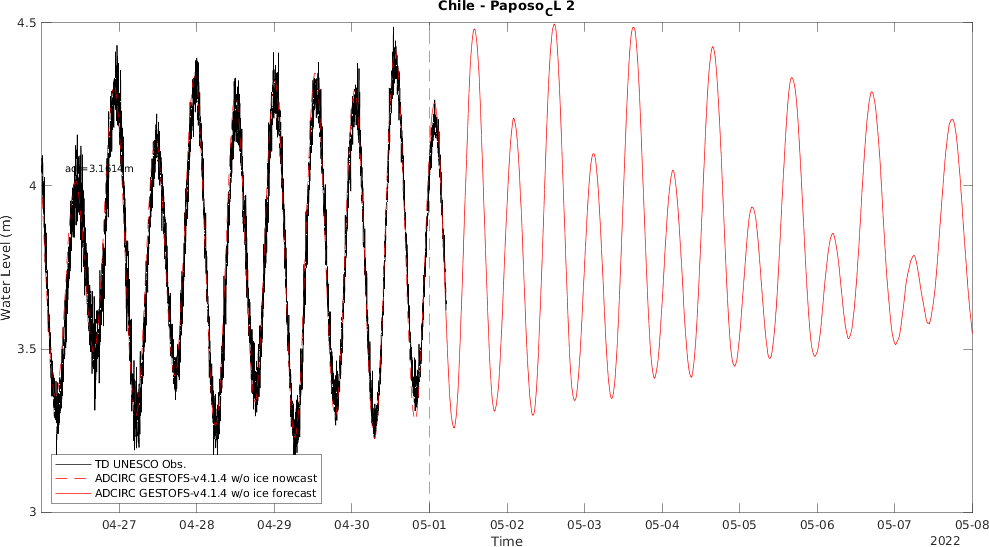 Chile - Paposo_CL 2
4.5
4
3.5
3
Water Level (m)
TD UNESCO Obs.
ADCIRC GESTOFS-v4.1.4 w/o ice nowcast
ADCIRC GESTOFS-v4.1.4 w/o ice forecast
04-27 04-28 04-29 04-30 05-01 05-02 05-03 05-04 05-05 05-06 05-07 05-08
Time
2022